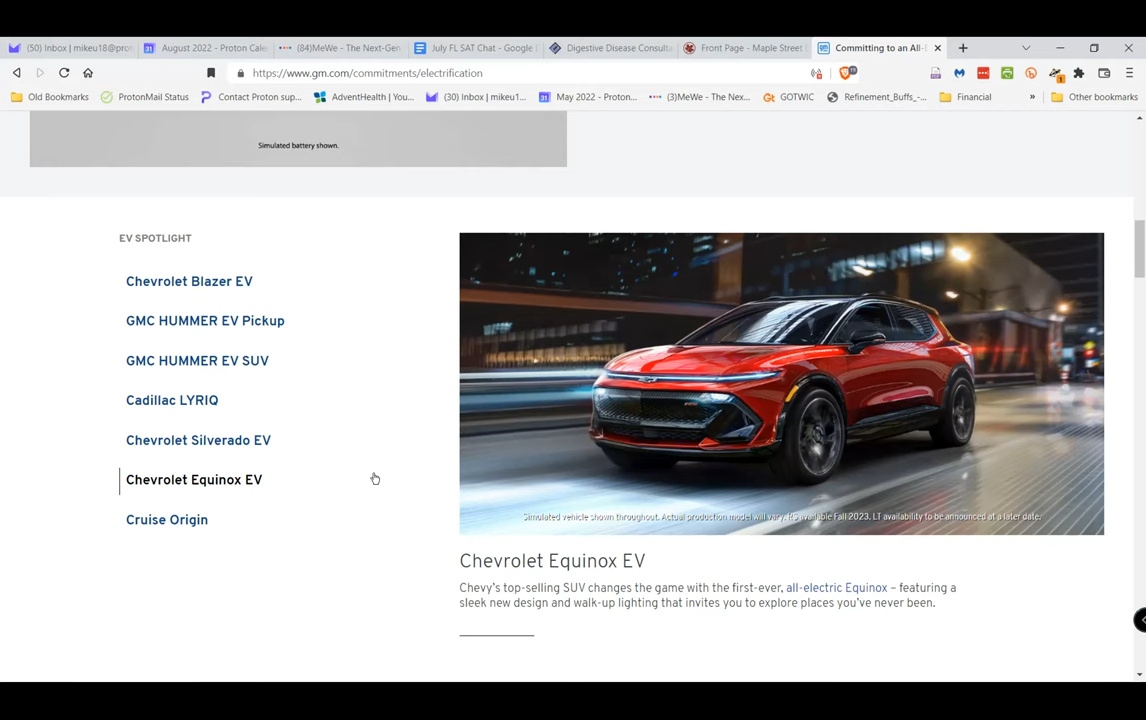 (50) Inbox | mikeu18@prot
August 2022 - Proton Cale
(84)MeWe - The Next-Gen
July FL SAT Chat - Google D
Digestive Disease Consulta
Front Page - Maple Street B
Committing to an All-E
https://www.gm.com/commitments/electrification
Old Bookmarks
ProtonMail Status
Contact Proton sup...
AdventHealth | You...
(30) Inbox | mikeu1...
May 2022 - Proton...
(3)MeWe - The Nex...
GOTWIC
Refinement_Buffs_-...
Financial
»
Other bookmarks
Simulated battery shown.
EV SPOTLIGHT
Chevrolet Blazer EV
GMC HUMMER EV Pickup
GMC HUMMER EV SUV
Cadillac LYRIQ
Chevrolet Silverado EV
Chevrolet Equinox EV
Cruise Origin
Simulated vehicle shown throughout. Actual production model will vary. RS available Fall 2023. LT availability to be announced at a later date.
Chevrolet Equinox EV
Chevy's top-selling SUV changes the game with the first-ever, all-electric Equinox – featuring a
sleek new design and walk-up lighting that invites you to explore places you've never been.